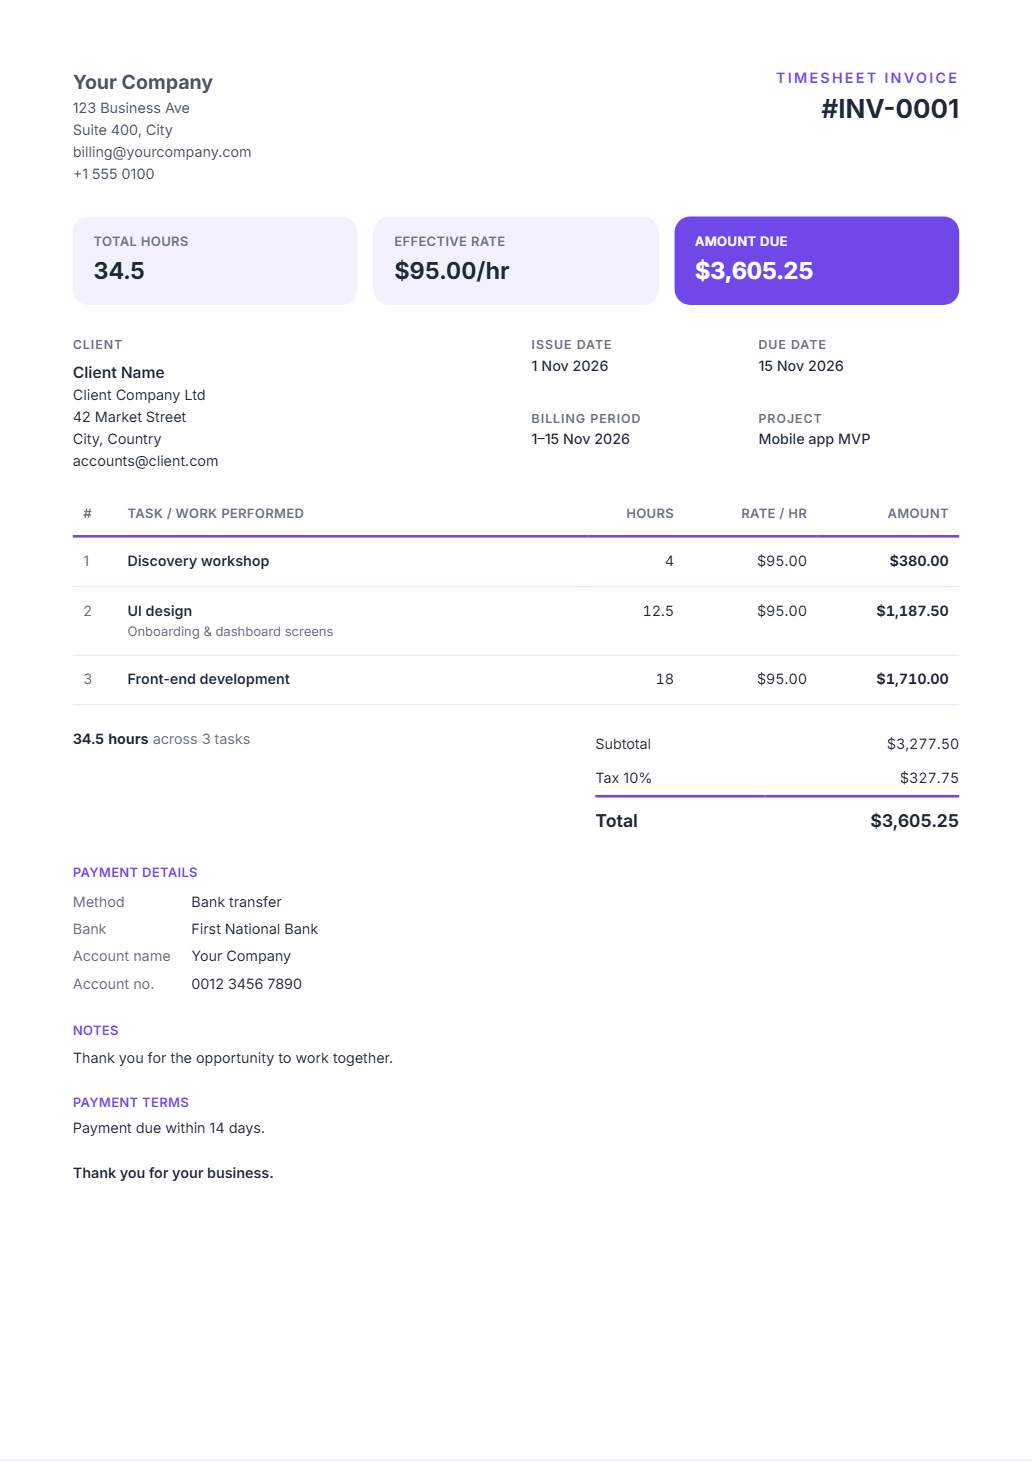 Your Company
123 Business Ave
Suite 400, City
billing@yourcompany.com
+1 555 0100
TIMESHEET INVOICE
#INV-0001
TOTAL HOURS
34.5
EFFECTIVE RATE
$95.00/hr
AMOUNT DUE
$3,605.25
CLIENT
Client Name
Client Company Ltd
42 Market Street
City, Country
accounts@client.com
ISSUE DATE
1 Nov 2026
DUE DATE
15 Nov 2026
BILLING PERIOD
1–15 Nov 2026
PROJECT
Mobile app MVP
# TASK / WORK PERFORMED HOURS RATE / HR AMOUNT
1 Discovery workshop 4 $95.00 $380.00
2 UI design 12.5 $95.00 $1,187.50
Onboarding & dashboard screens
3 Front-end development 18 $95.00 $1,710.00
34.5 hours across 3 tasks
Subtotal $3,277.50
Tax 10% $327.75
Total $3,605.25
PAYMENT DETAILS
Method Bank transfer
Bank First National Bank
Account name Your Company
Account no. 0012 3456 7890
NOTES
Thank you for the opportunity to work together.
PAYMENT TERMS
Payment due within 14 days.
Thank you for your business.